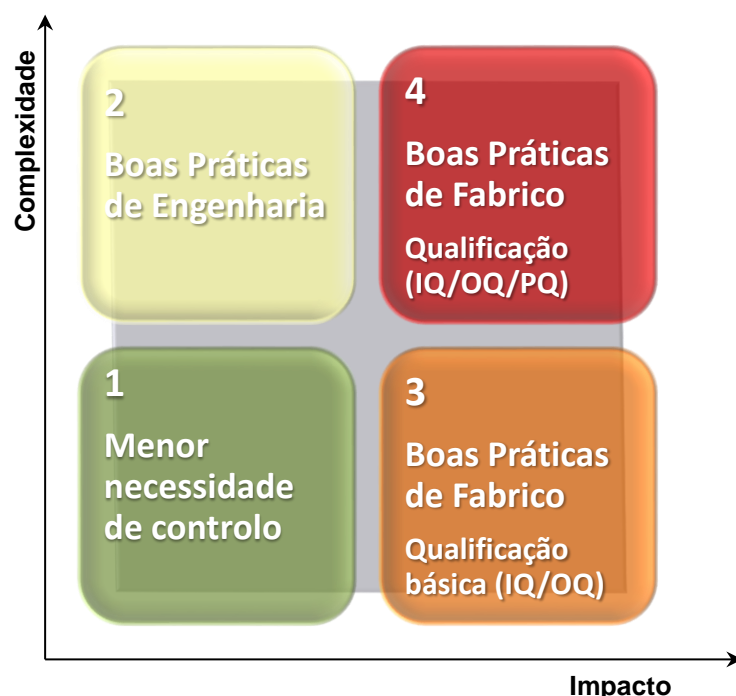 Complexidade
2
Boas Práticas
de Engenharia
4
Boas Práticas
de Fabrico
Qualificação
(IQ/OQ/PQ)
1
Menor
necessidade
de controlo
3
Boas Práticas
de Fabrico
Qualificação
básica (IQ/OQ)
Impacto